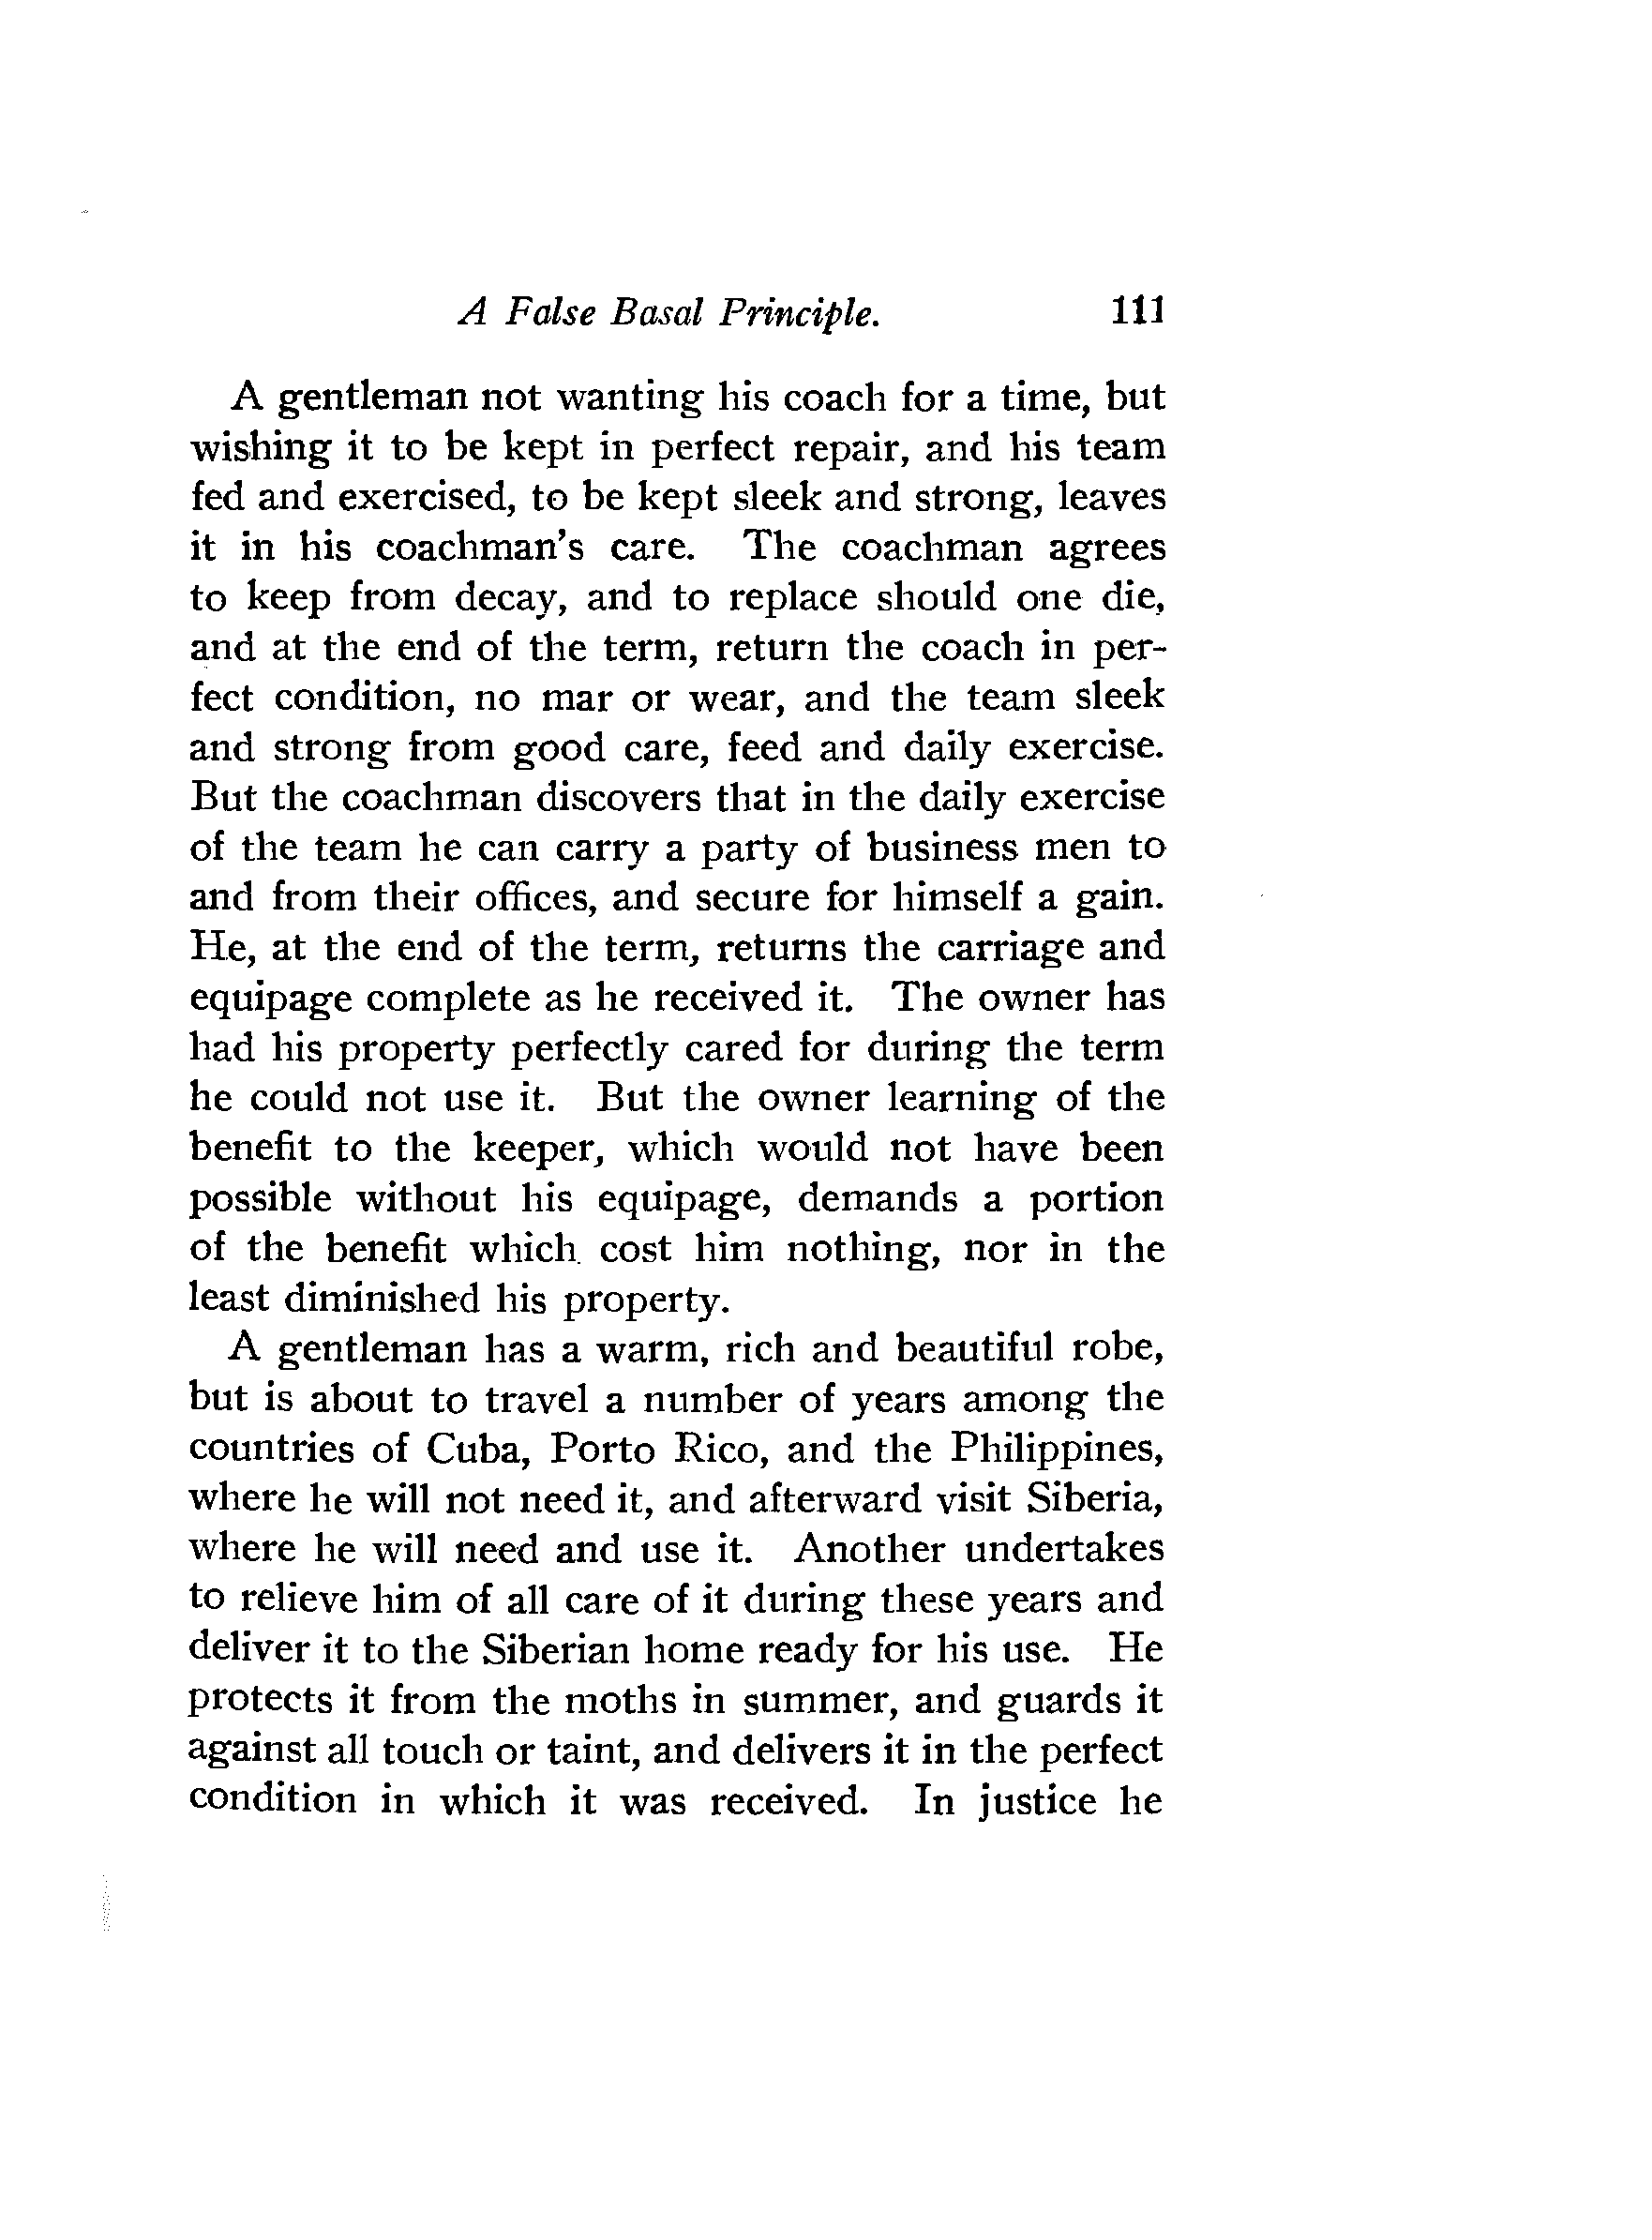 A False Basal Principle. 111
A gentleman not wanting his coach for a time, but
wishing it to be kept in perfect repair, and his team
fed and exercised, to be kept sleek and strong, leaves
it in his coachman's care. The coachman agrees
to keep from decay, and to replace should one die,
and at the end of the term, return the coach in per-
fect condition, no mar or wear, and the team sleek
and strong from good care, feed and daily exercise.
But the coachman discovers that in the daily exercise
of the team he can carry a party of business men to
and from their offices, and secure for himself a gain.
He, at the end of the term, returns the carriage and
equipage complete as he received it. The owner has
had his property perfectly cared for during the term
he could not use it. But the owner learning of the
benefit to the keeper, which would not have been
possible without his equipage, demands a portion
of the benefit which cost him nothing, nor in the
least diminished his property.
A gentleman has a warm, rich and beautiful robe,
but is about to travel a number of years among the
countries of Cuba, Porto Rico, and the Philippines,
where he will not need it, and afterward visit Siberia,
where he will need and use it. Another undertakes
to relieve him of all care of it during these years and
deliver it to the Siberian home ready for his use. He
protects it from the moths in summer, and guards it
against all touch or taint, and delivers it in the perfect
condition in which it was received. In justice he